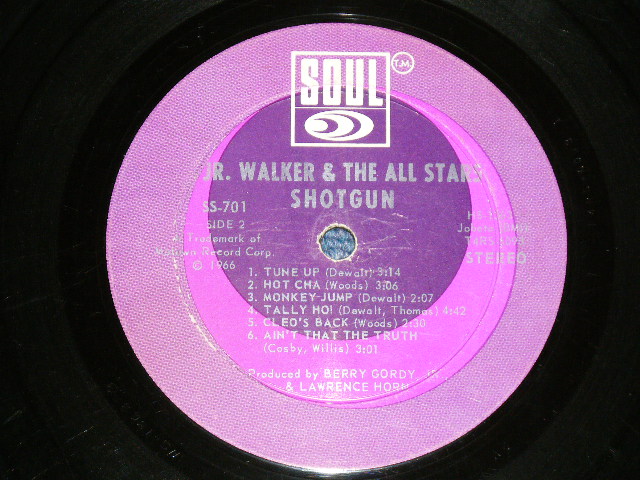 SOUL
T.M.
JR. WALKER & THE ALL STARS
SHOTGUN
SS-701
SIDE 2
A Trademark of
Motown Record Corp.
© 1966
Jobete (BMI)
STEREO
1. TUNE UP (Dewalt) 3:14
2. HOT CHA (Woods) 3:06
3. MONKEY JUMP (Dewalt) 2:07
4. TALLY HO! (Dewalt, Thomas) 4:42
5. CLEO'S BACK (Woods) 2:30
6. AIN'T THAT THE TRUTH
(Cosby, Willis) 3:01
Produced by BERRY GORDY,
& LAWRENCE HORN